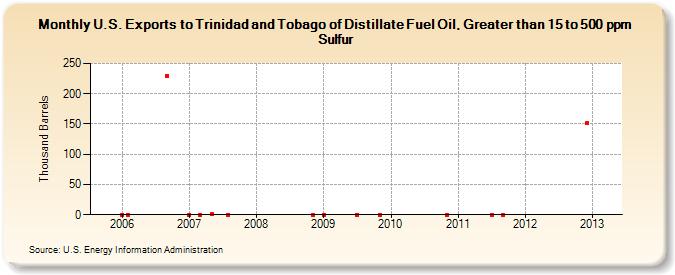 Monthly U.S. Exports to Trinidad and Tobago of Distillate Fuel Oil, Greater than 15 to 500 ppm
Sulfur
Thousand Barrels
250
200
150
100
50
0
2006 2007 2008 2009 2010 2011 2012 2013
Source: U.S. Energy Information Administration